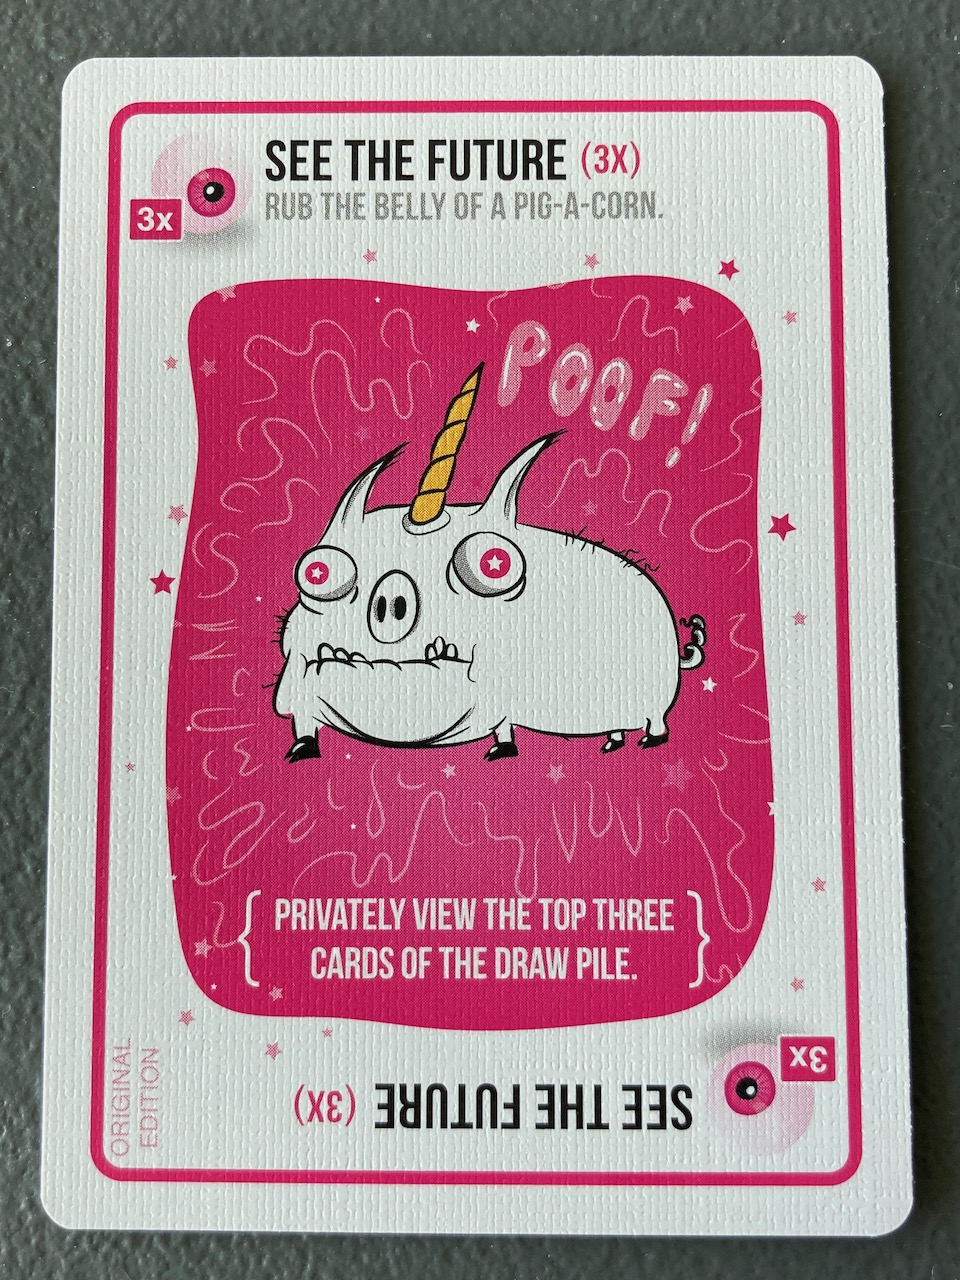 SEE THE FUTURE (3X)
3x
RUB THE BELLY OF A PIG-A-CORN.
POOF!
{ PRIVATELY VIEW THE TOP THREE
CARDS OF THE DRAW PILE. }
ORIGINAL
EDITION
3x
SEE THE FUTURE (3X)